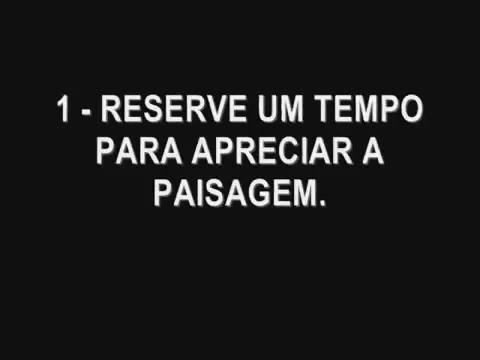 1 - RESERVE UM TEMPO
PARA APRECIAR A
PAISAGEM.